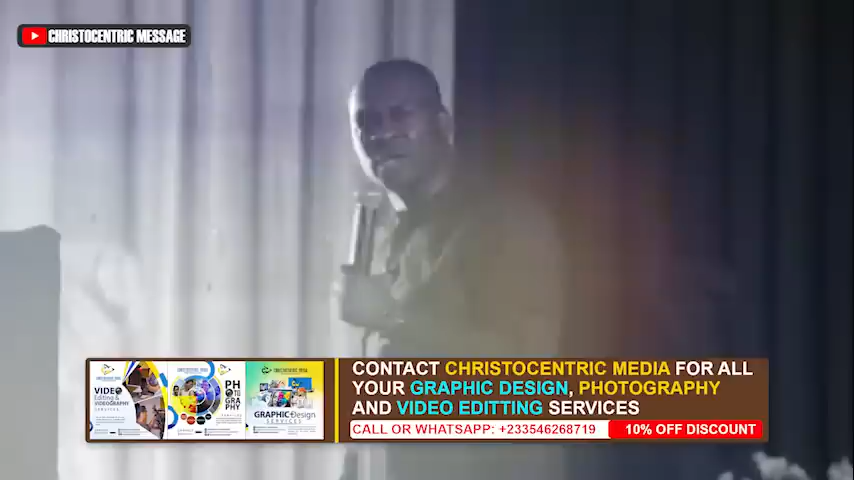 CHRISTOCENTRIC MESSAGE
CONTACT CHRISTOCENTRIC MEDIA FOR ALL
YOUR GRAPHIC DESIGN, PHOTOGRAPHY
AND VIDEO EDITTING SERVICES
CALL OR WHATSAPP: +233546268719
10% OFF DISCOUNT
VIDEO
Editing &
VIDEOGRAPHY
SERVICES
PH
OTO
GRA
PHY
GRAPHIC Design
SERVICES